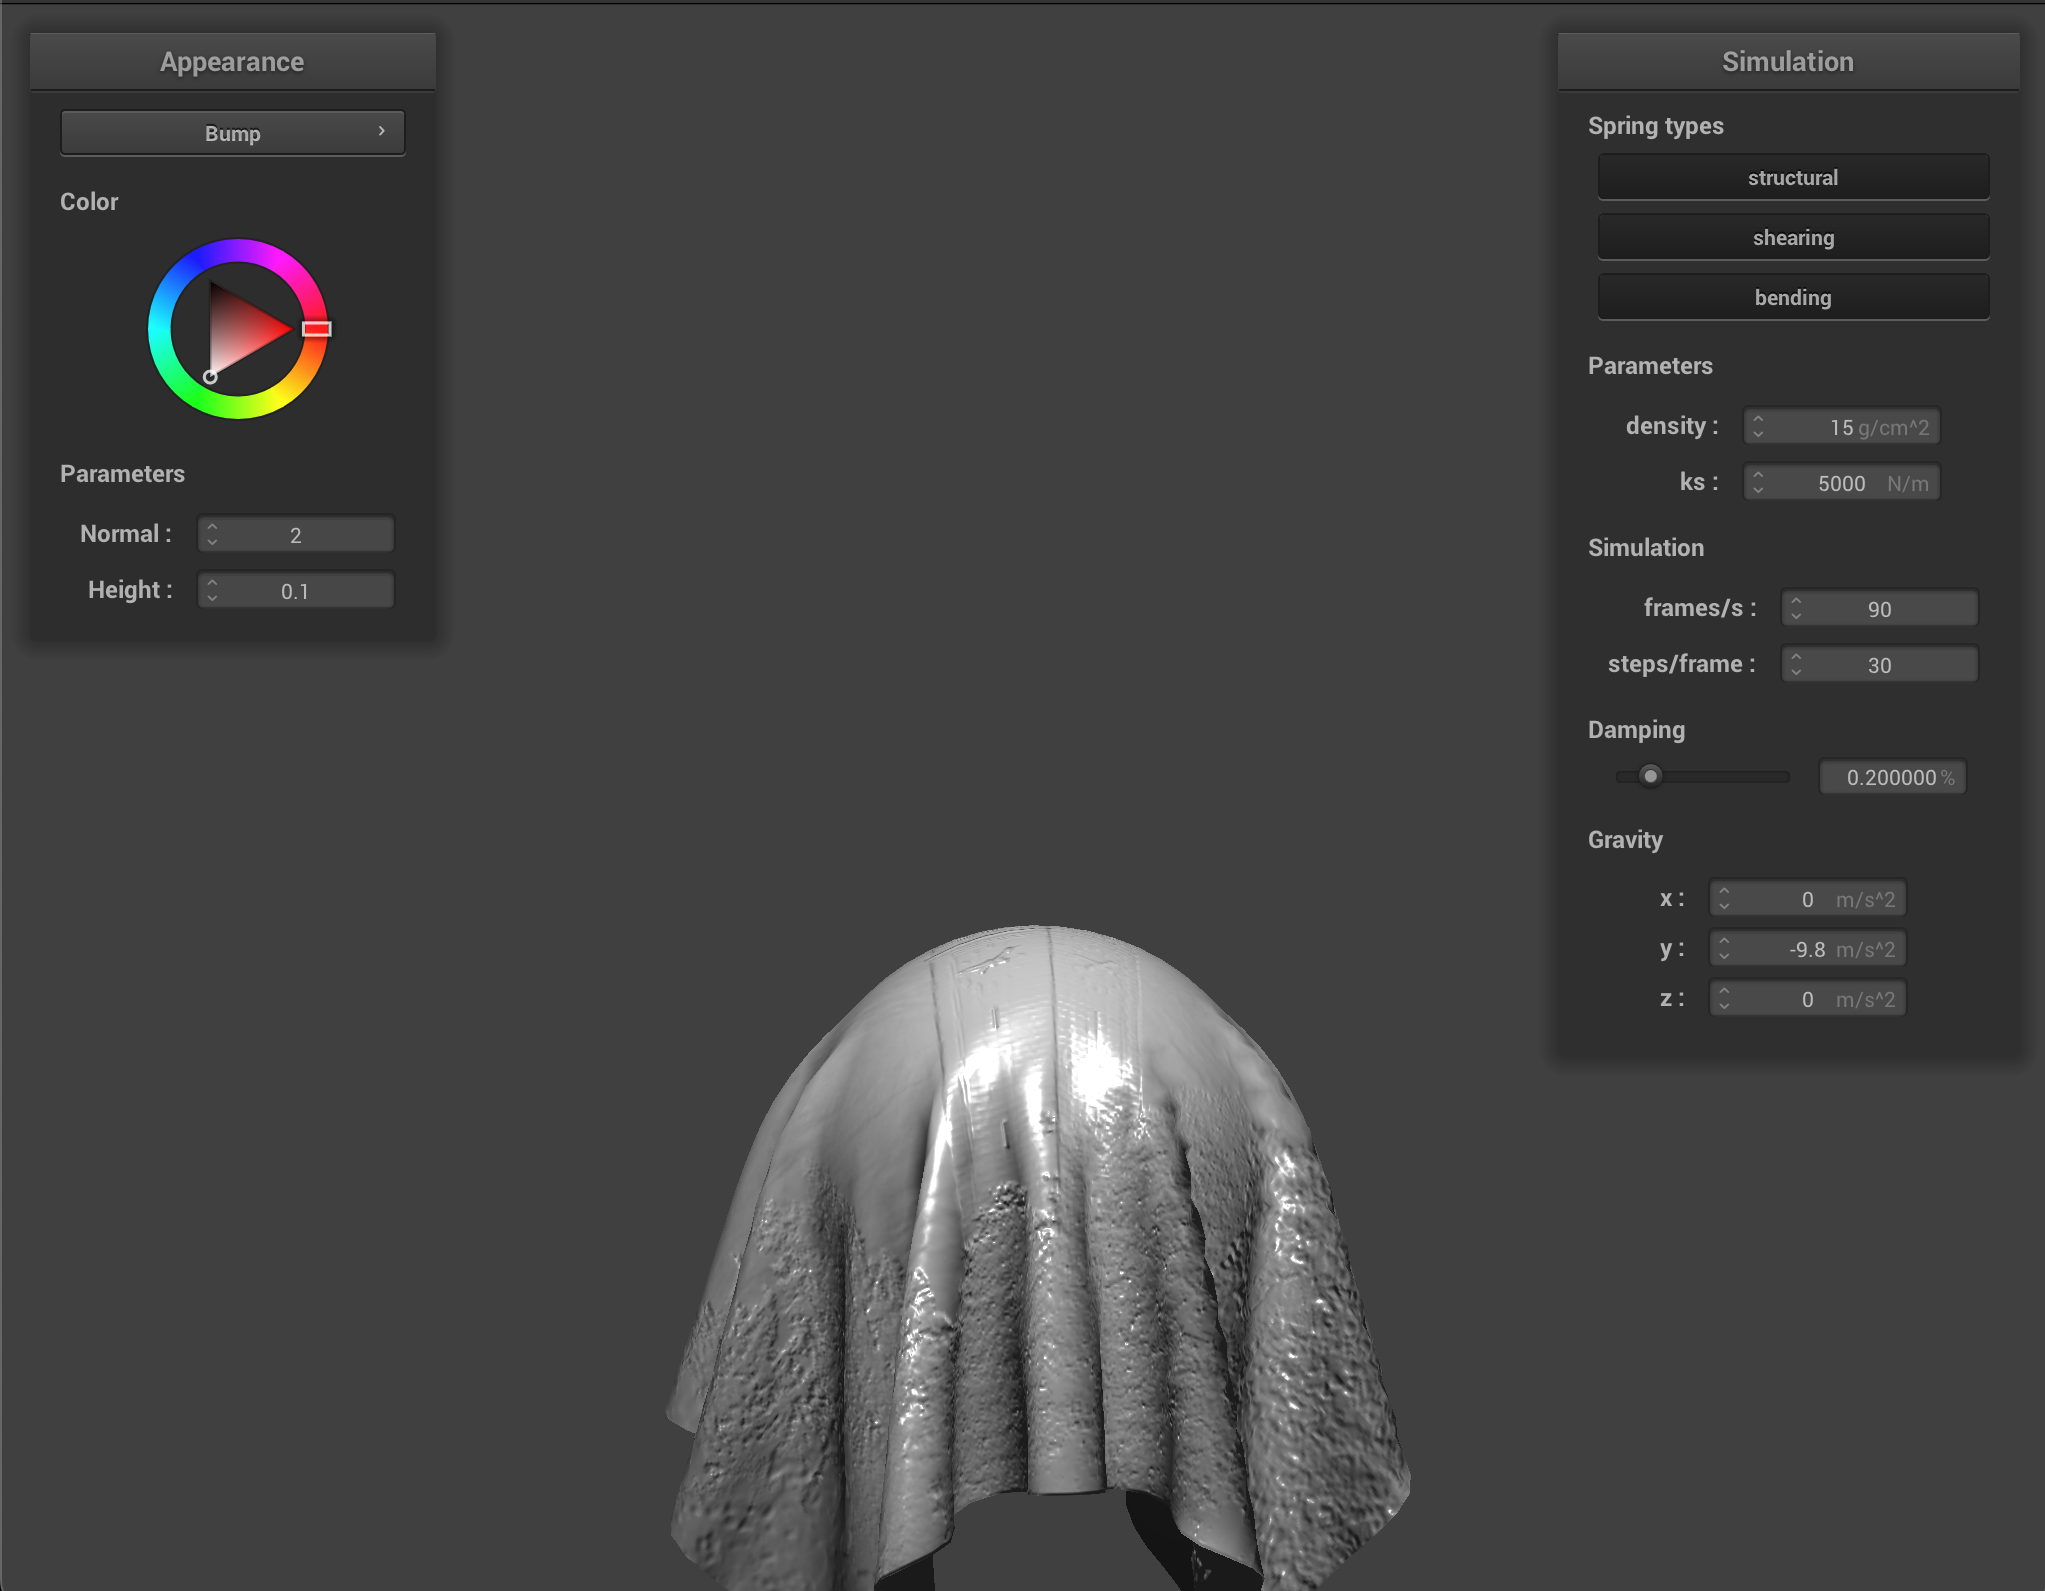 Appearance
Bump
Color
Parameters
Normal : 2
Height : 0.1
Simulation
Spring types
structural
shearing
bending
Parameters
density : 15 g/cm^2
ks : 5000 N/m
Simulation
frames/s : 90
steps/frame : 30
Damping
0.200000 %
Gravity
x : 0 m/s^2
y : -9.8 m/s^2
z : 0 m/s^2